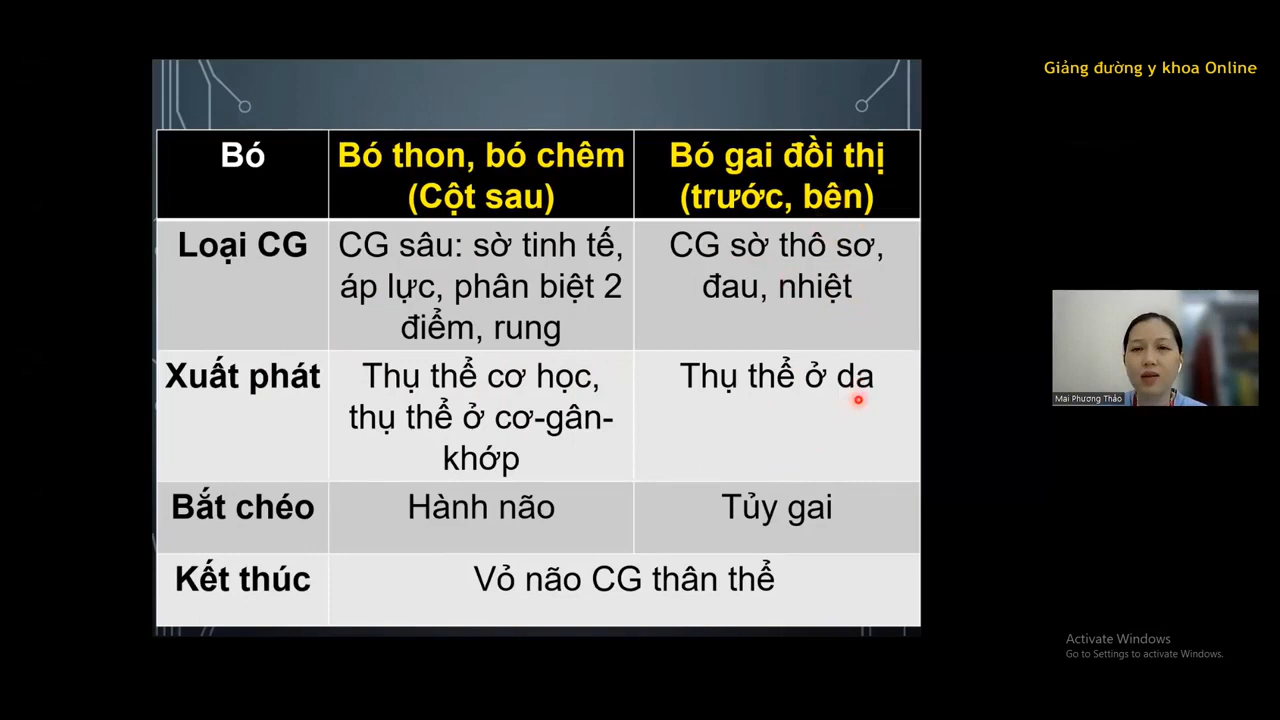 Giảng đường y khoa Online
Bó
Bó thon, bó chêm
(Cột sau)
Bó gai đồi thị
(trước, bên)
Loại CG
CG sâu: sờ tinh tế,
áp lực, phân biệt 2
điểm, rung
CG sờ thô sơ,
đau, nhiệt
Xuất phát
Thụ thể cơ học,
thụ thể ở cơ-gân-
khớp
Thụ thể ở da
Bắt chéo
Hành não
Tủy gai
Kết thúc
Vỏ não CG thân thể
Mai Phương Thảo
Activate Windows
Go to Settings to activate Windows.